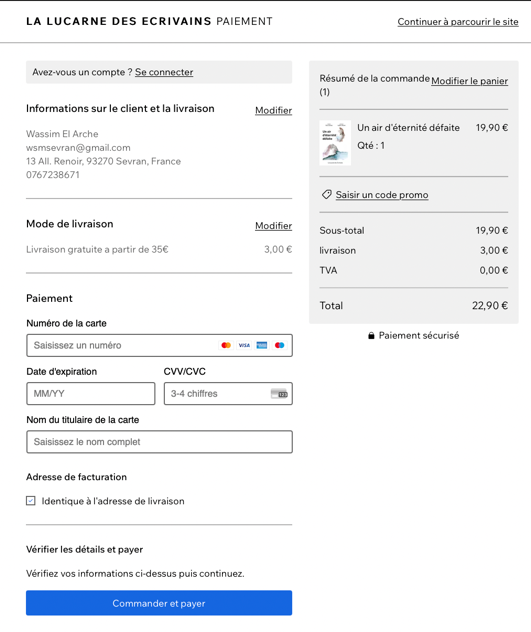 LA LUCARNE DES ECRIVAINS PAIEMENT
Continuer à parcourir le site
Avez-vous un compte ? Se connecter
Informations sur le client et la livraison
Modifier
Wassim El Arche
wsmsevran@gmail.com
13 All. Renoir, 93270 Sevran, France
0767238671
Mode de livraison
Modifier
Livraison gratuite a partir de 35€
3,00 €
Paiement
Numéro de la carte
Saisissez un numéro
VISA
Date d'expiration
CVV/CVC
MM/YY
3-4 chiffres
Nom du titulaire de la carte
Saisissez le nom complet
Adresse de facturation
Identique à l'adresse de livraison
Vérifier les détails et payer
Vérifiez vos informations ci-dessus puis continuez.
Commander et payer
Résumé de la commande
(1)
Modifier le panier
Un air d'éternité défaite
19,90 €
Qté : 1
Saisir un code promo
Sous-total
19,90 €
livraison
3,00 €
TVA
0,00 €
Total
22,90 €
Paiement sécurisé